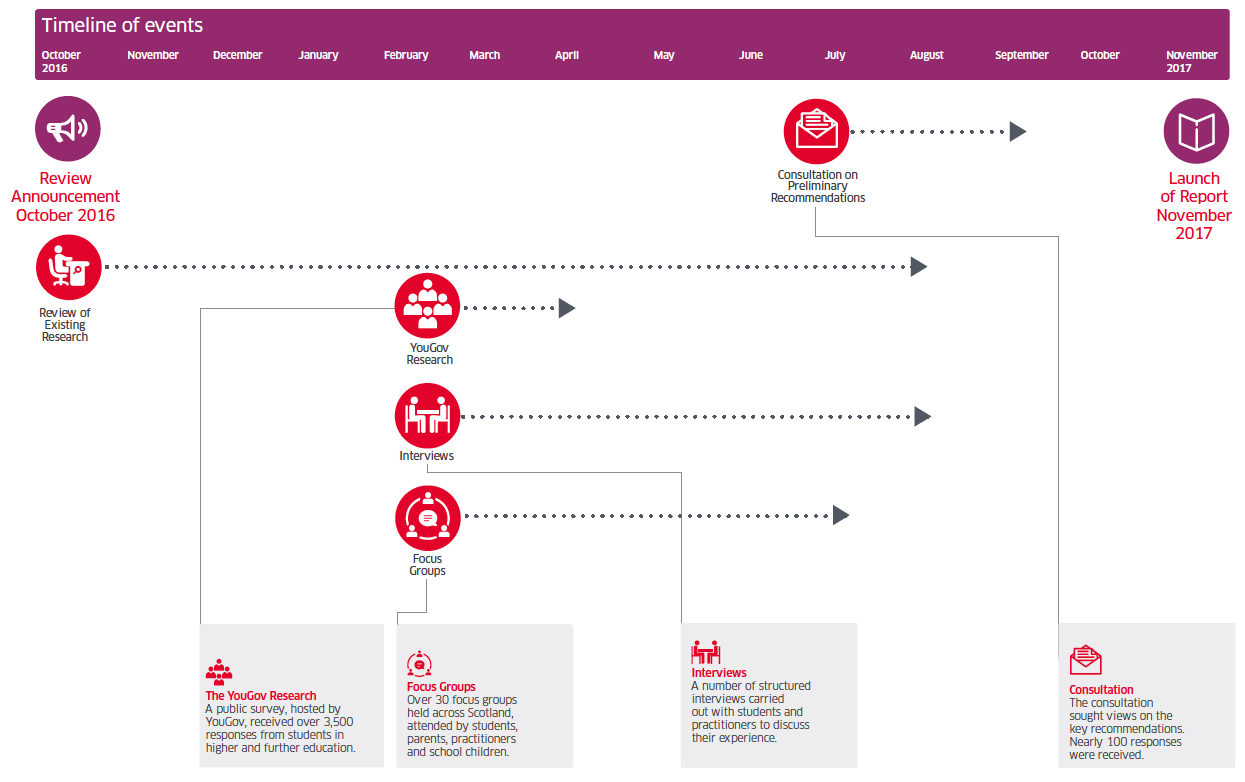 Timeline of events
October
2016
November
December
January
February
March
April
May
June
July
August
September
October
November
2017
Review
Announcement
October 2016
Consultation on
Preliminary
Recommendations
Launch
of Report
November
2017
Review of
Existing
Research
YouGov
Research
Interviews
Focus
Groups
The YouGov Research
A public survey, hosted by
YouGov, received over 3,500
responses from students in
higher and further education.
Focus Groups
Over 30 focus groups
held across Scotland,
attended by students,
parents, practitioners
and school children.
Interviews
A number of structured
interviews carried
out with students and
practitioners to discuss
their experience.
Consultation
The consultation
sought views on the
key recommendations.
Nearly 100 responses
were received.